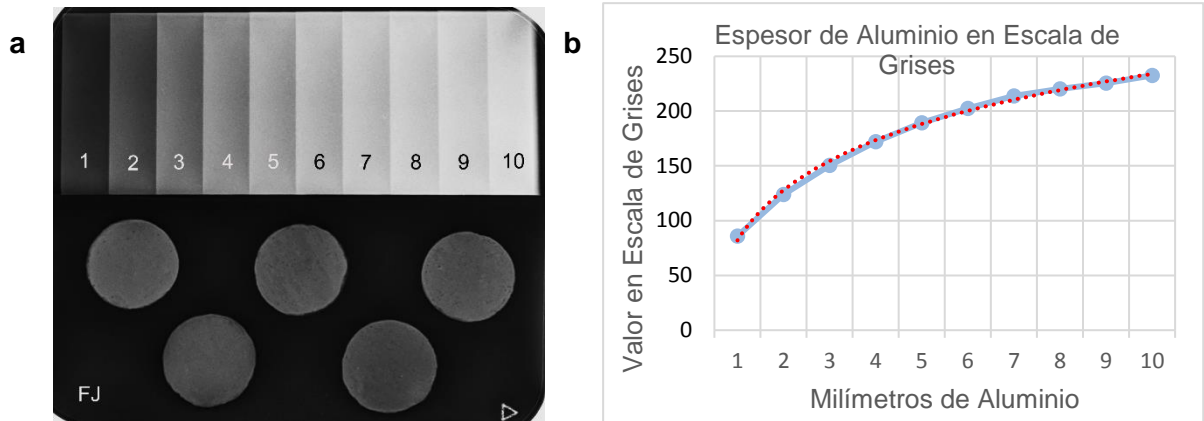 a
1 2 3 4 5 6 7 8 9 10
FJ
b
Espesor de Aluminio en Escala de
Grises
Valor en Escala de Grises
250
200
150
100
50
0
1 2 3 4 5 6 7 8 9 10
Milímetros de Aluminio